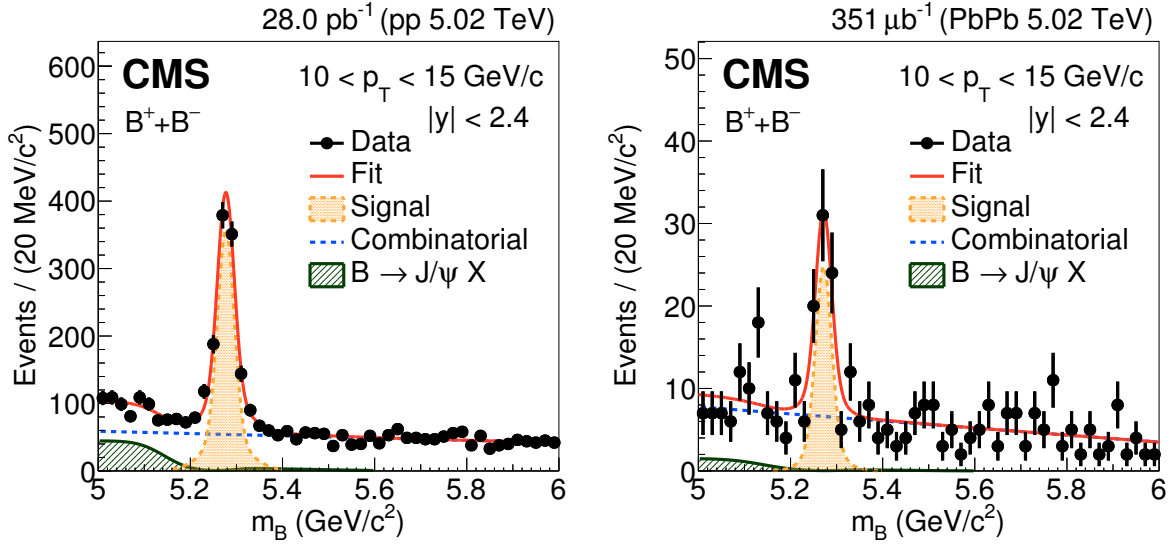 28.0 pb⁻¹ (pp 5.02 TeV)
CMS
B⁺+B⁻
10 < p_T < 15 GeV/c
|y| < 2.4
Data
Fit
Signal
Combinatorial
B → J/ψ X
Events / (20 MeV/c²)
600
500
400
300
200
100
0
5 5.2 5.4 5.6 5.8 6
m_B (GeV/c²)
351 μb⁻¹ (PbPb 5.02 TeV)
CMS
B⁺+B⁻
10 < p_T < 15 GeV/c
|y| < 2.4
Data
Fit
Signal
Combinatorial
B → J/ψ X
Events / (20 MeV/c²)
50
40
30
20
10
0
5 5.2 5.4 5.6 5.8 6
m_B (GeV/c²)